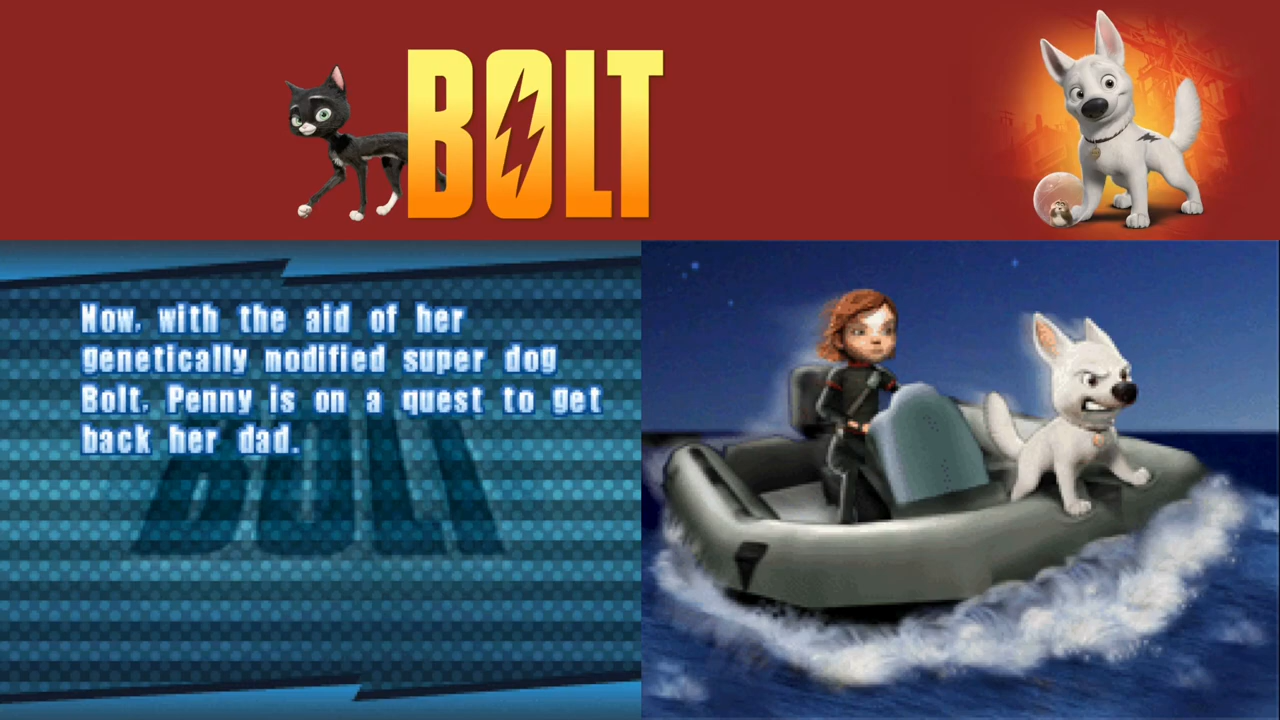 BOLT
Now, with the aid of her
genetically modified super dog
Bolt, Penny is on a quest to get
back her dad.
BOLT